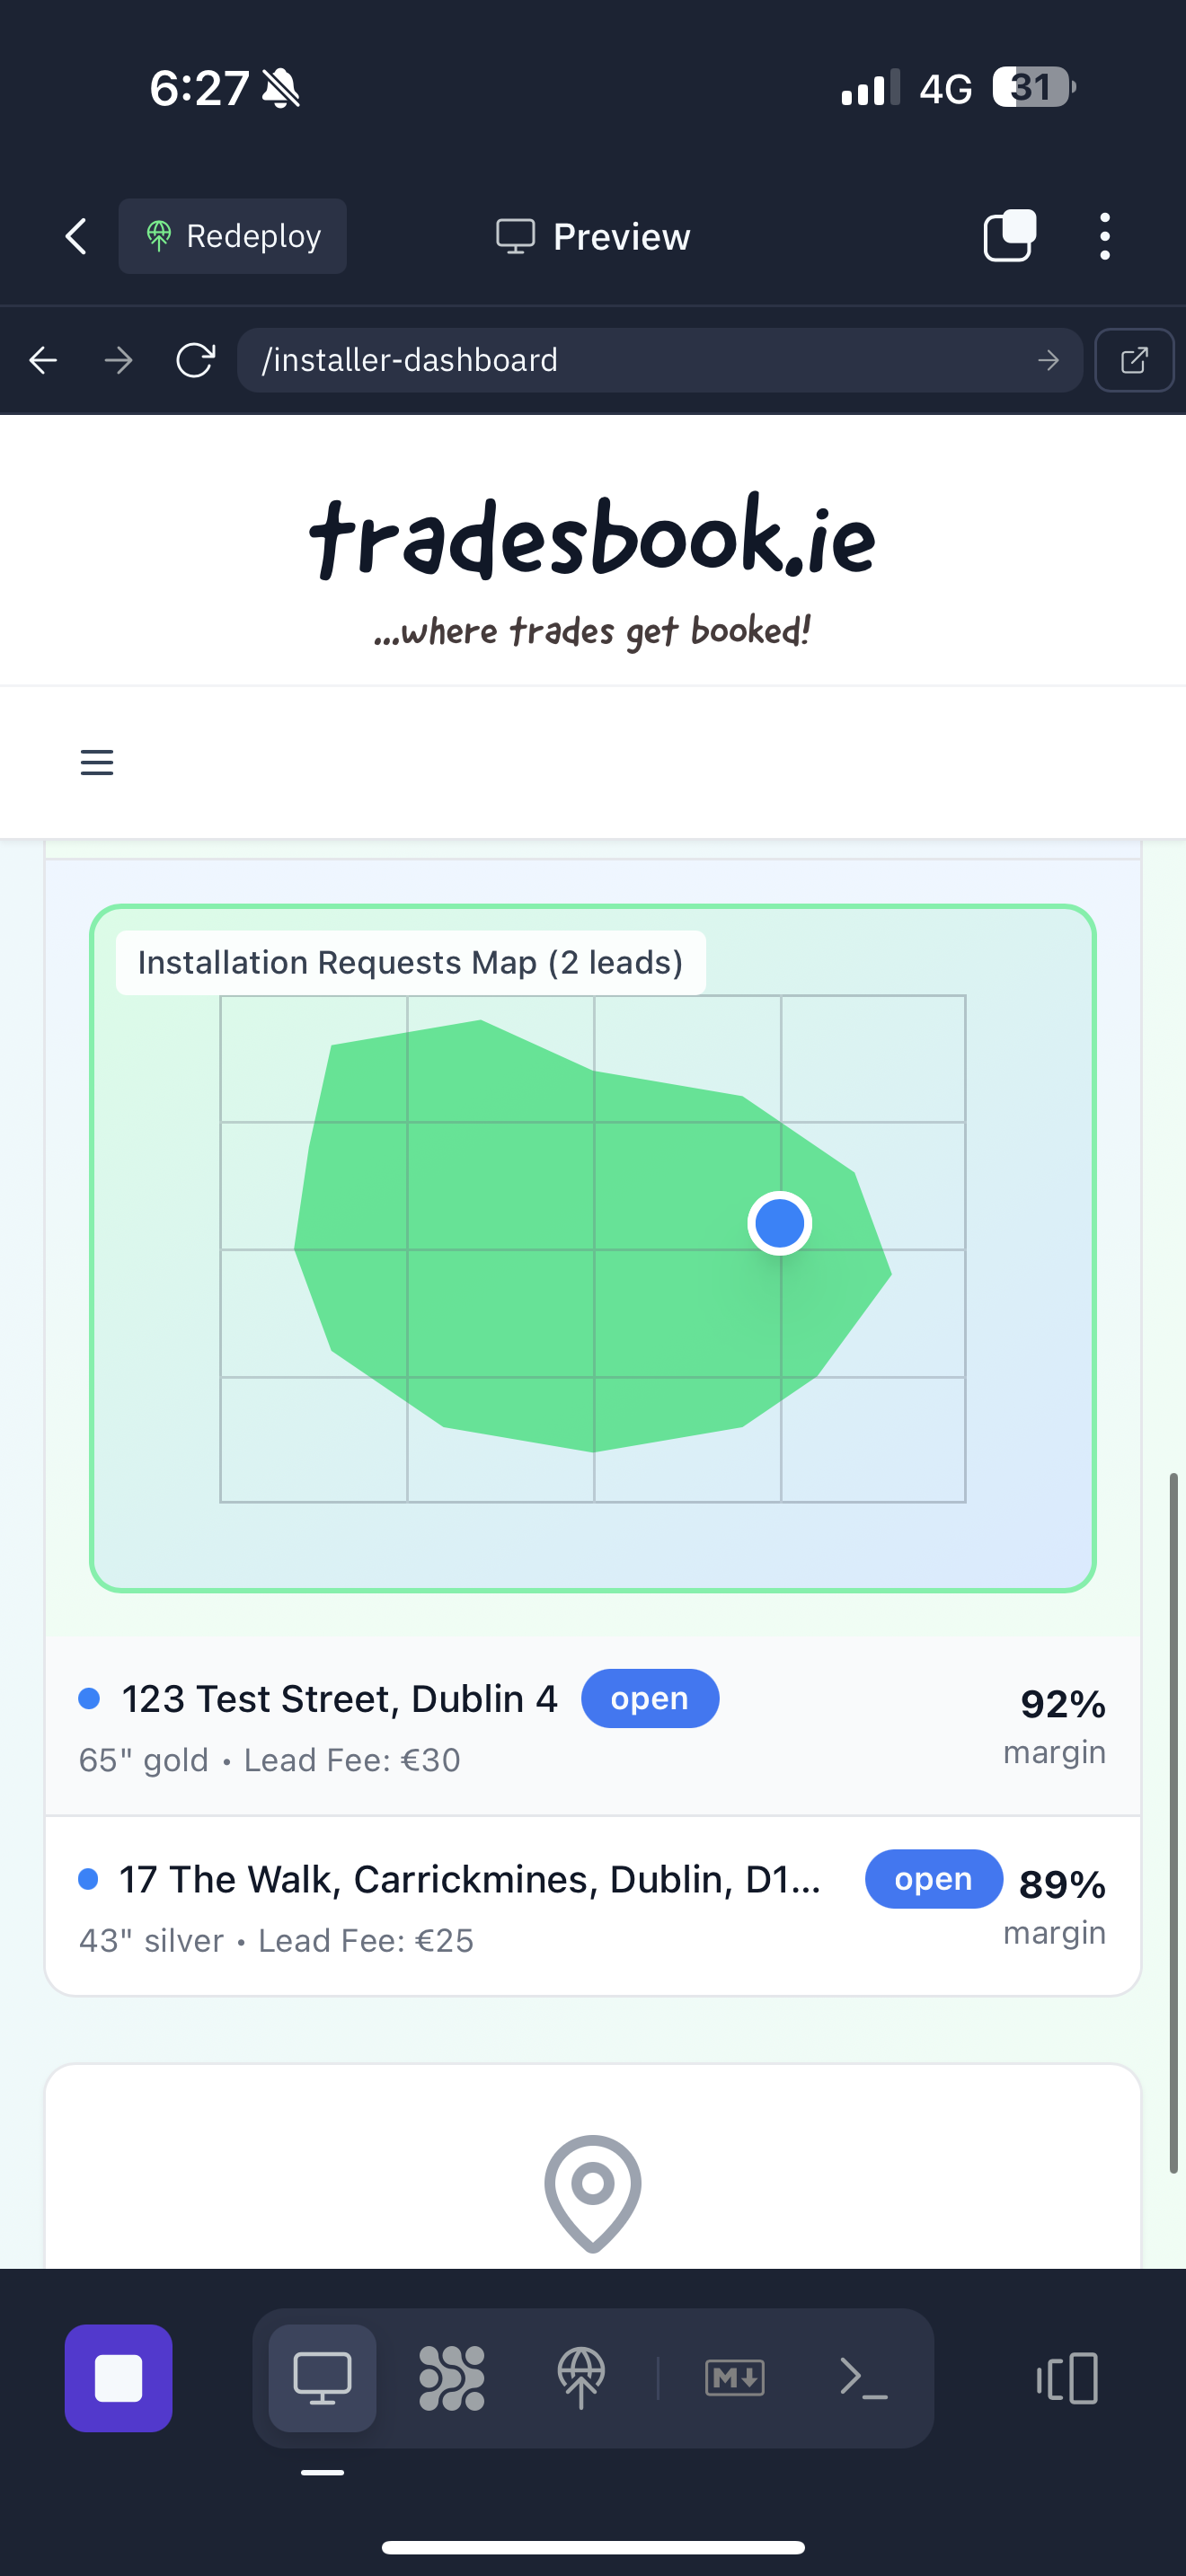 6:27
4G
31
Redeploy
Preview
/installer-dashboard
tradesbook.ie
...where trades get booked!
Installation Requests Map (2 leads)
123 Test Street, Dublin 4
open
92%
65" gold • Lead Fee: €30
margin
17 The Walk, Carrickmines, Dublin, D1...
open
89%
43" silver • Lead Fee: €25
margin
M